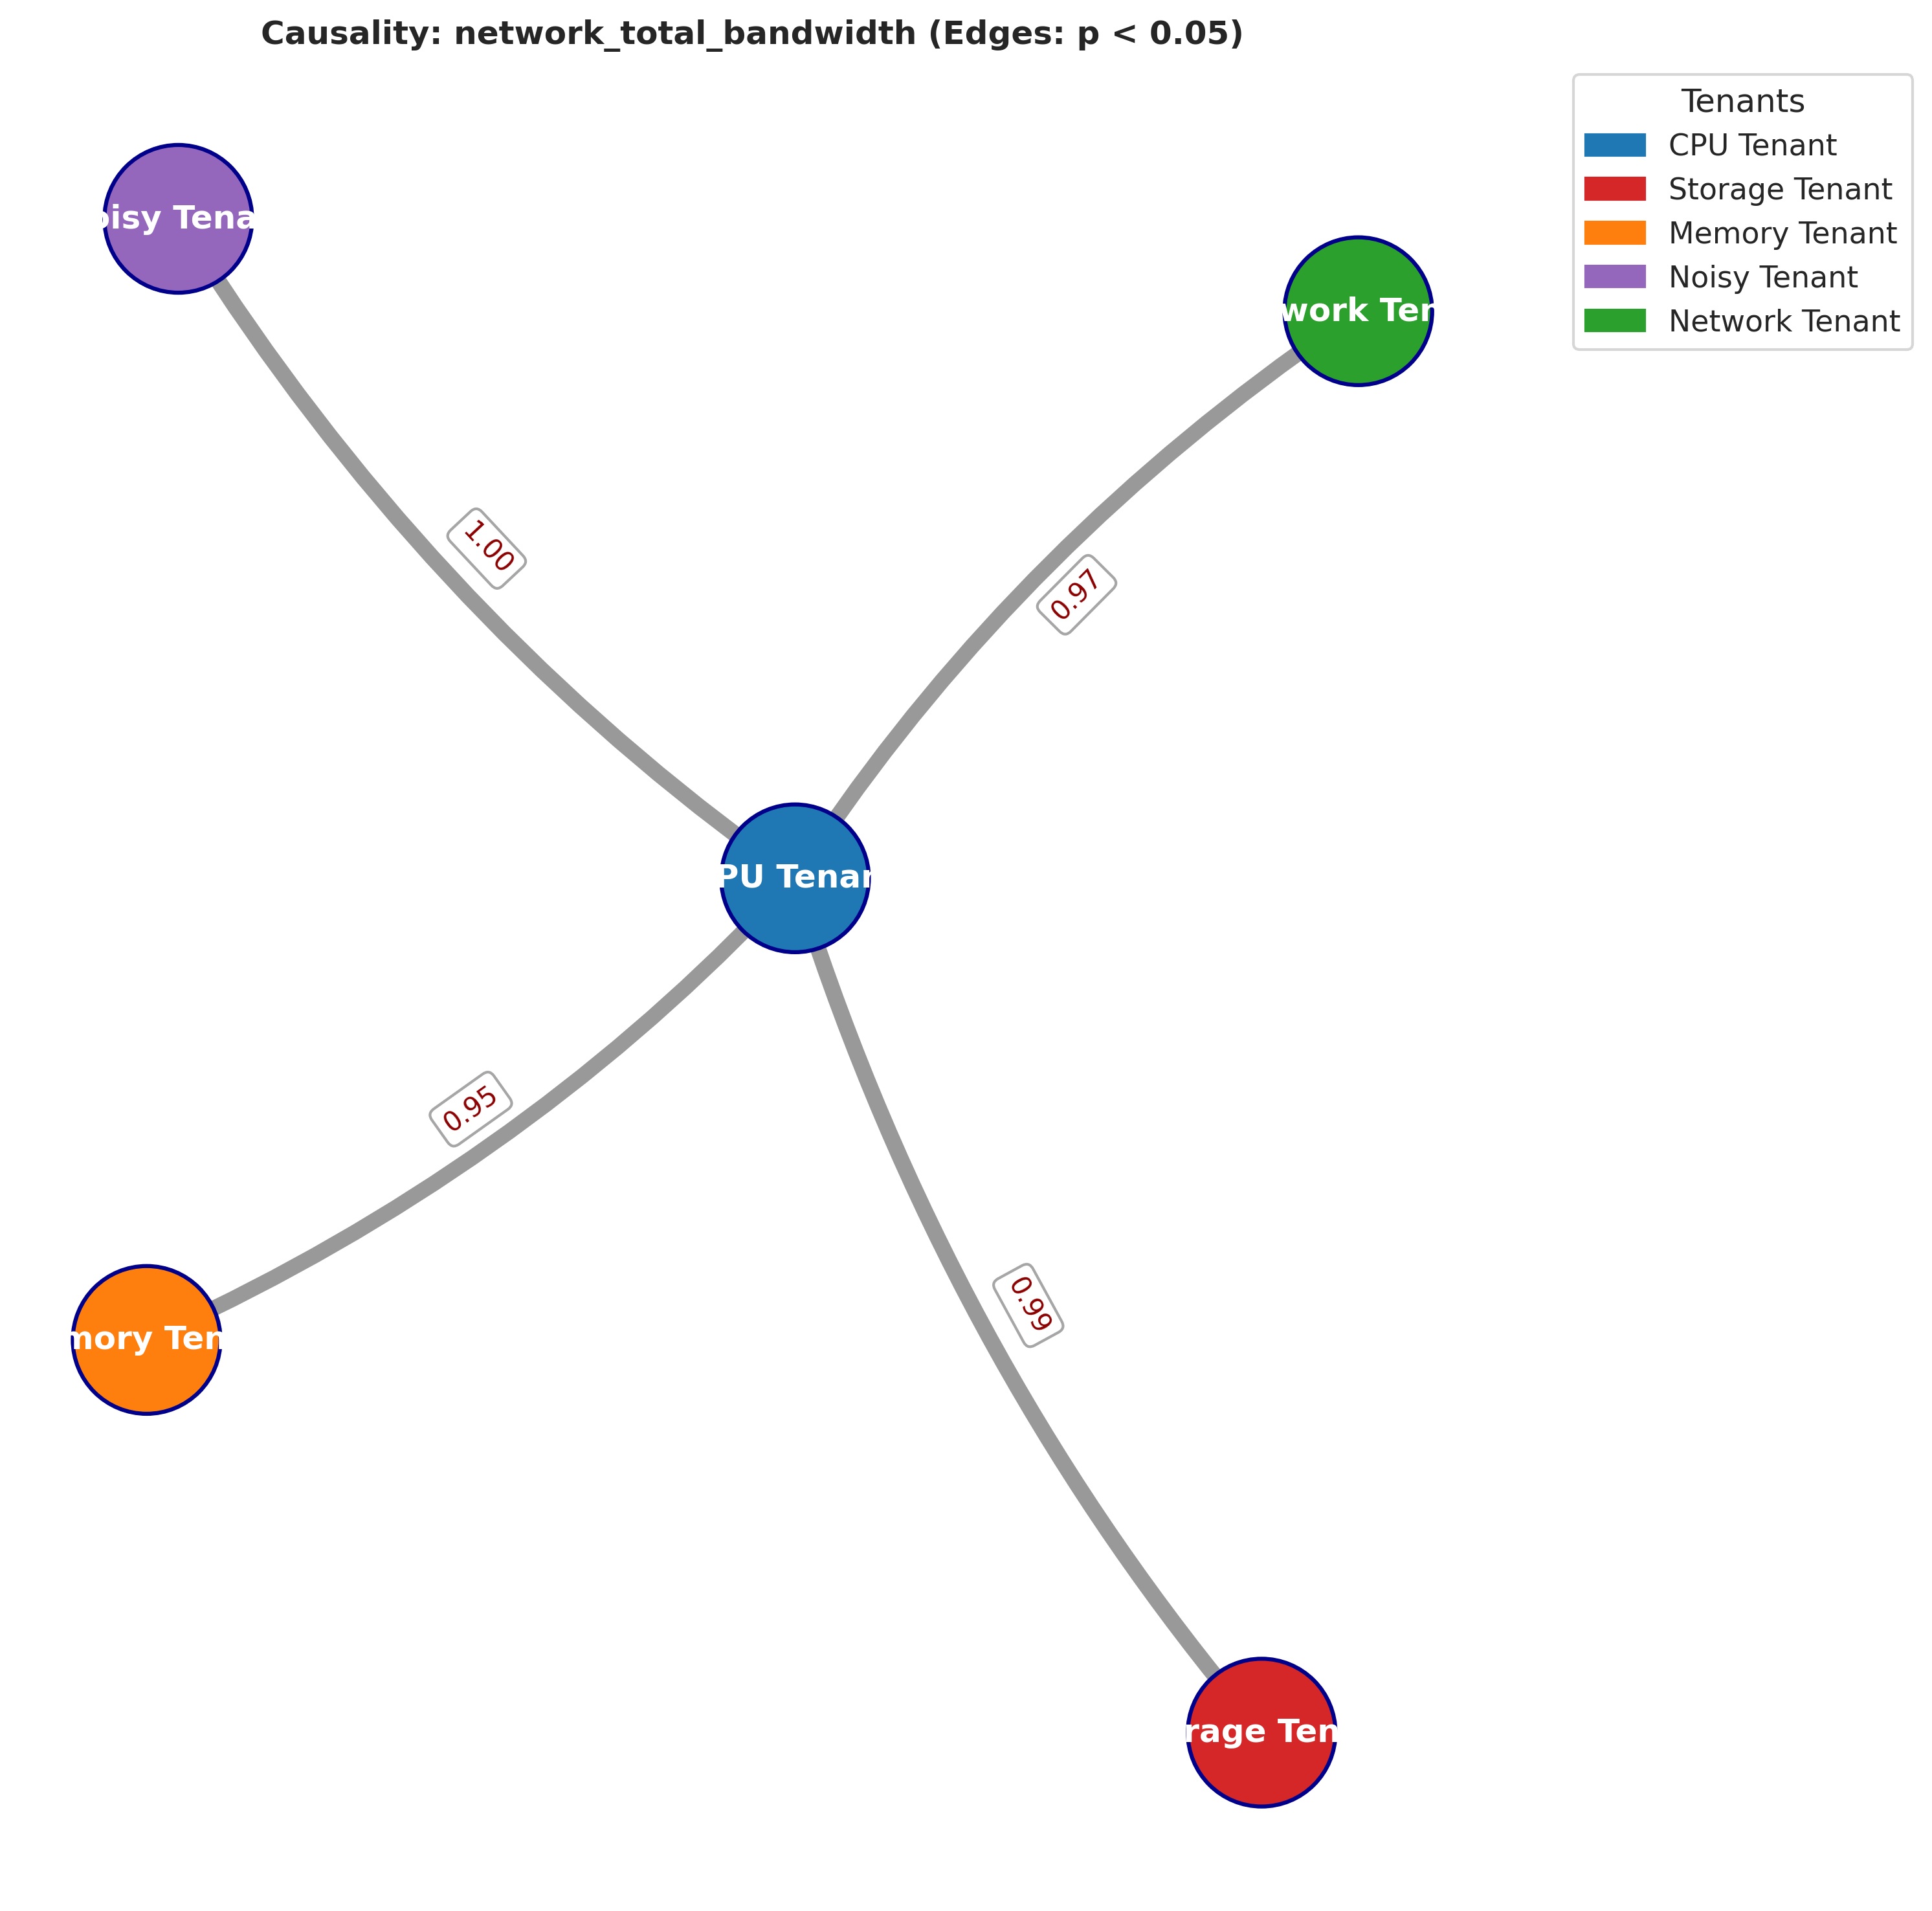 Causality: network_total_bandwidth (Edges: p < 0.05)
Tenants
CPU Tenant
Storage Tenant
Memory Tenant
Noisy Tenant
Network Tenant
oisy Tena
work Ten
1.00
0.97
PU Tenan
0.95
0.99
mory Ten
rage Ten